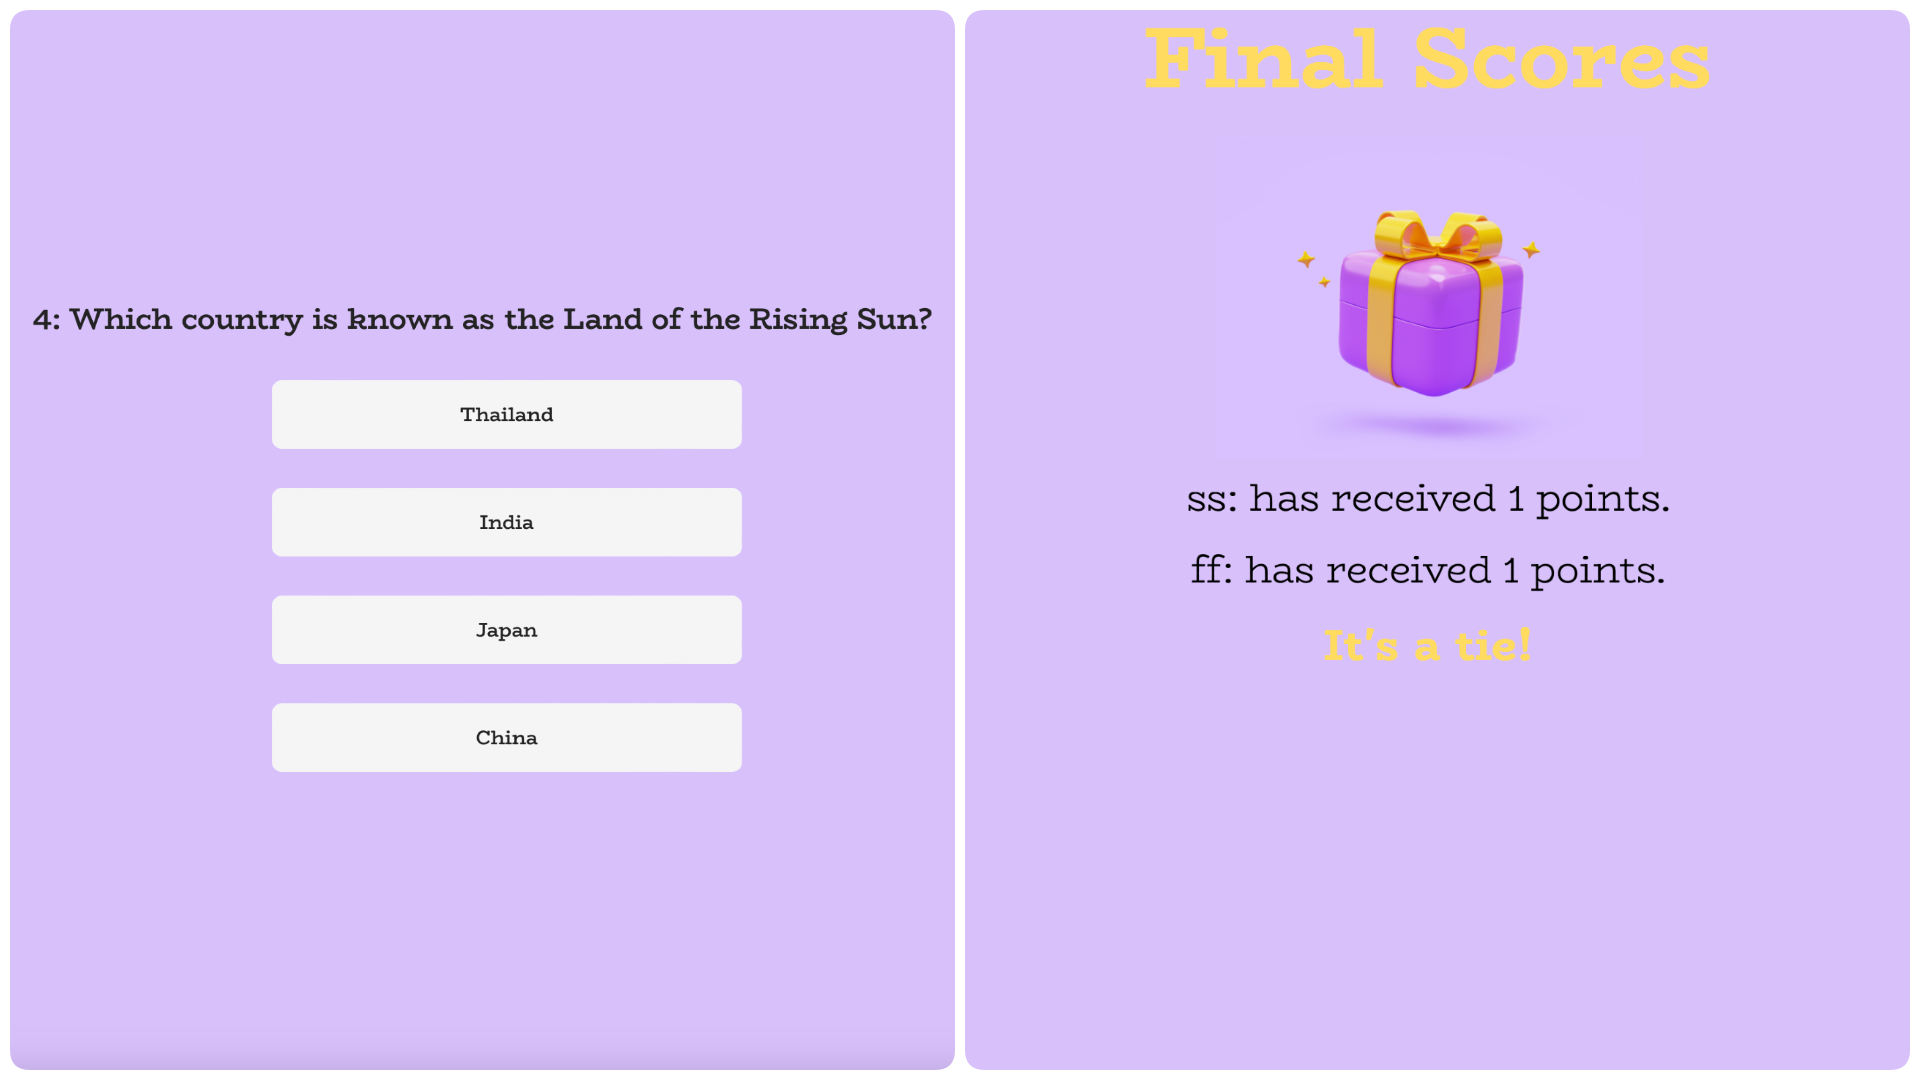 4: Which country is known as the Land of the Rising Sun?
Thailand
India
Japan
China
Final Scores
ss: has received 1 points.
ff: has received 1 points.
It's a tie!